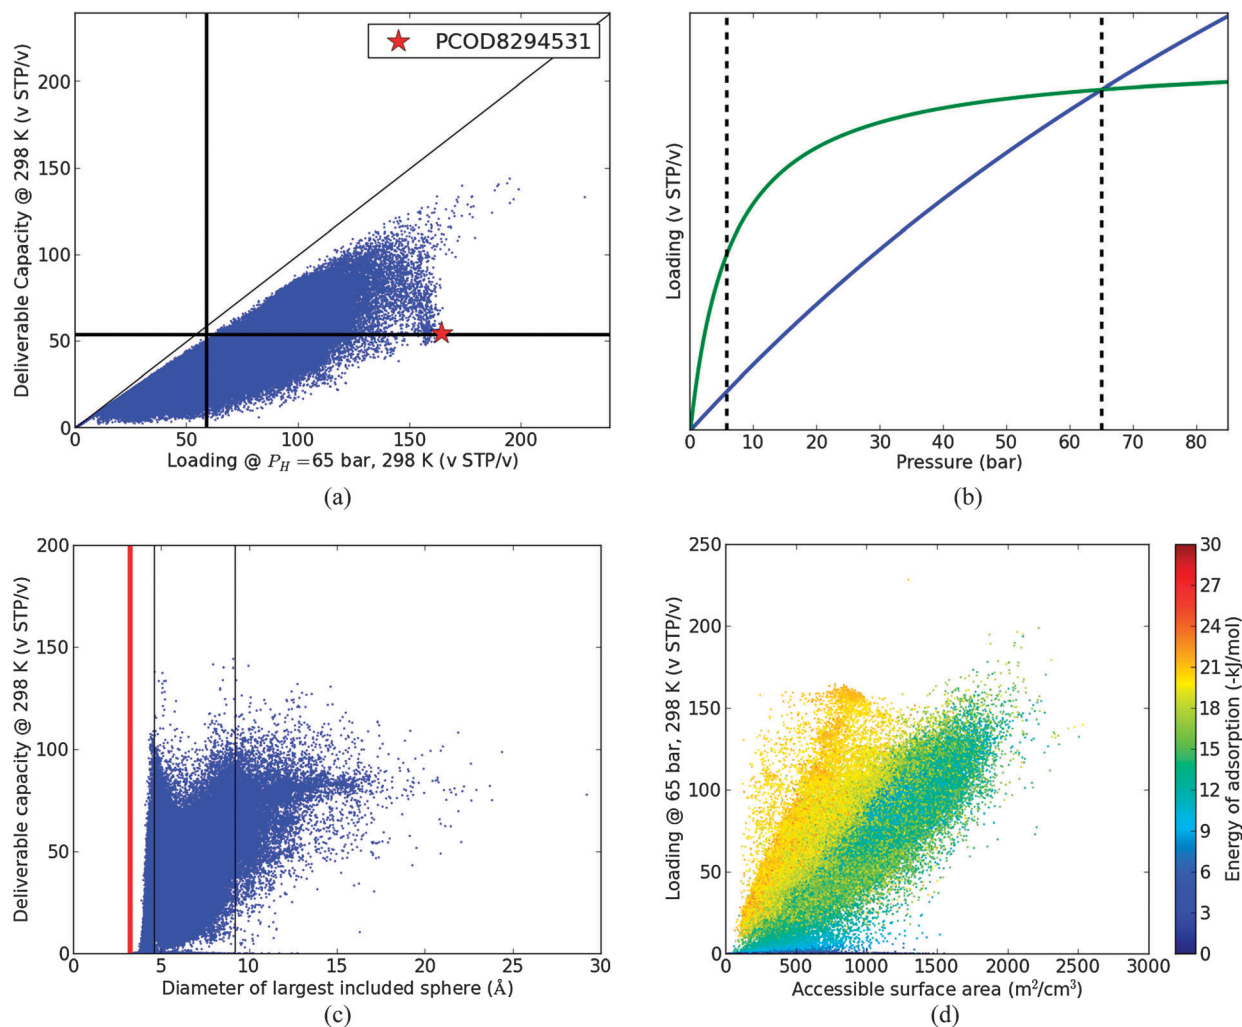 Deliverable Capacity @ 298 K (v STP/v)
200
150
100
50
0
PCOD8294531
0 50 100 150 200
Loading @ P_H =65 bar, 298 K (v STP/v)
(a)
Loading (v STP/v)
0 10 20 30 40 50 60 70 80
Pressure (bar)
(b)
Deliverable capacity @ 298 K (v STP/v)
200
150
100
50
0
0 5 10 15 20 25 30
Diameter of largest included sphere (Å)
(c)
Loading @ 65 bar, 298 K (v STP/v)
250
200
150
100
50
0
0 500 1000 1500 2000 2500 3000
Accessible surface area (m²/cm³)
30
27
24
21
18
15
12
9
6
3
0
Energy of adsorption (-kJ/mol)
(d)